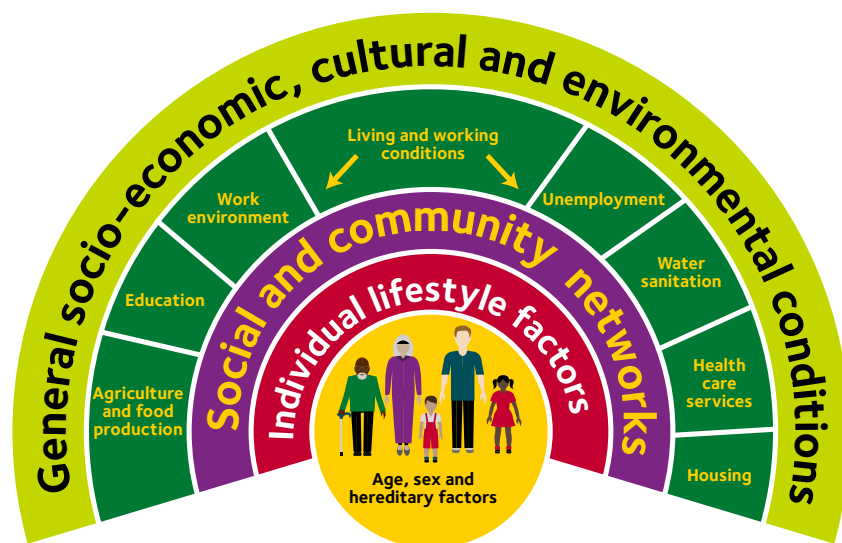 General socio-economic, cultural and environmental conditions
Living and working
conditions
Work
environment
Unemployment
Education
Water
sanitation
Agriculture
and food
production
Health
care
services
Housing
Social and community networks
Individual lifestyle factors
Age, sex and
hereditary factors